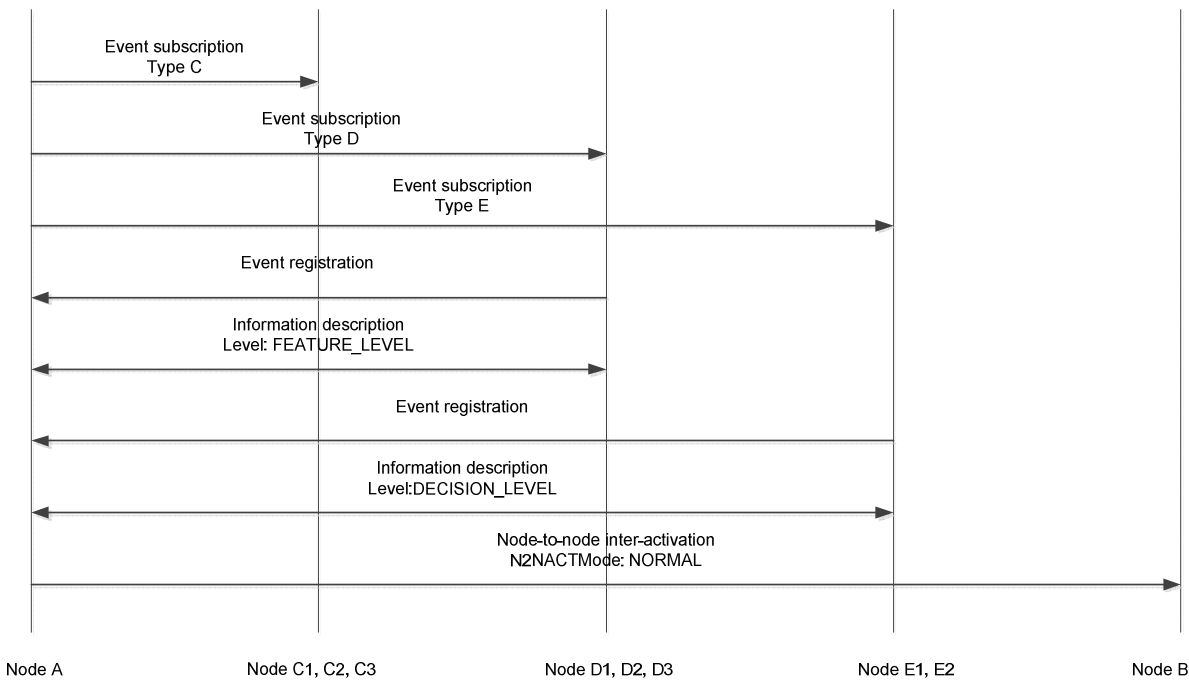 Event subscription
Type C
Event subscription
Type D
Event subscription
Type E
Event registration
Information description
Level: FEATURE_LEVEL
Event registration
Information description
Level:DECISION_LEVEL
Node-to-node inter-activation
N2NACTMode: NORMAL
Node A
Node C1, C2, C3
Node D1, D2, D3
Node E1, E2
Node B